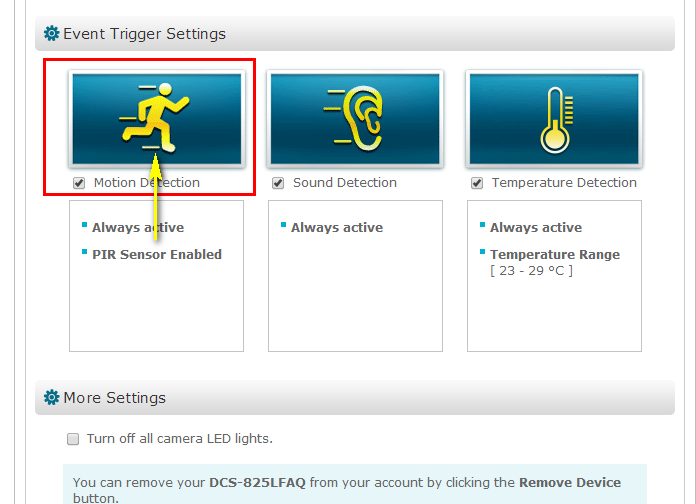 Event Trigger Settings
Motion Detection
Sound Detection
Temperature Detection
Always active
PIR Sensor Enabled
Always active
Always active
Temperature Range
[ 23 - 29 ºC ]
More Settings
Turn off all camera LED lights.
You can remove your DCS-825LFAQ from your account by clicking the Remove Device
button.